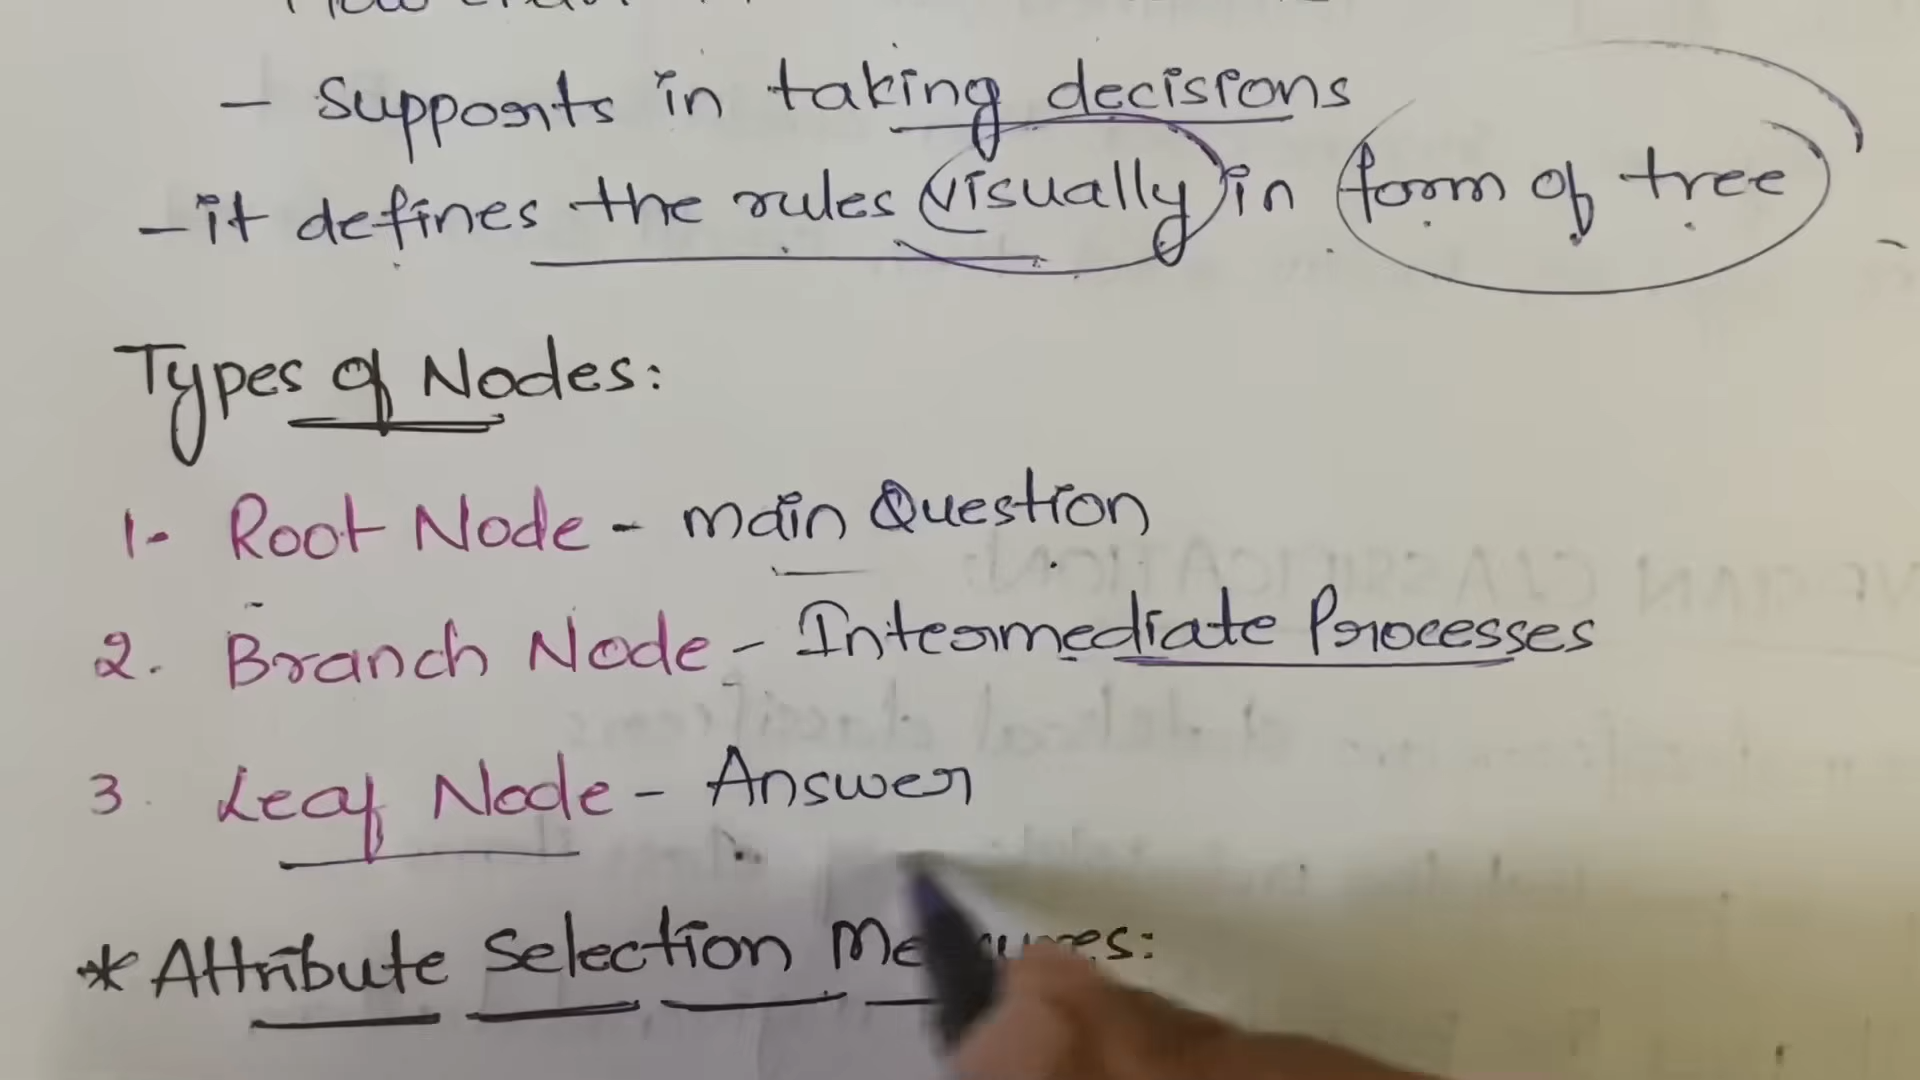 - Supports in taking decisions
- it defines the rules visually in form of tree
Types of Nodes:
1- Root Node - main Question
2. Branch Node - Intermediate Processes
3. Leaf Node - Answer
* Attribute Selection